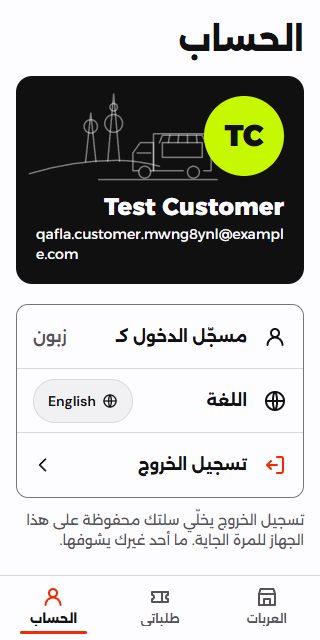 الحساب
TC
Test Customer
qafla.customer.mwng8ynl@exampl
e.com
مسجّل الدخول كـ
زبون
اللغة
English
تسجيل الخروج
تسجيل الخروج يخلّي سلتك محفوظة على هذا
الجهاز للمرة الجاية. ما أحد غيرك يشوفها.
العربات
طلباتي
الحساب